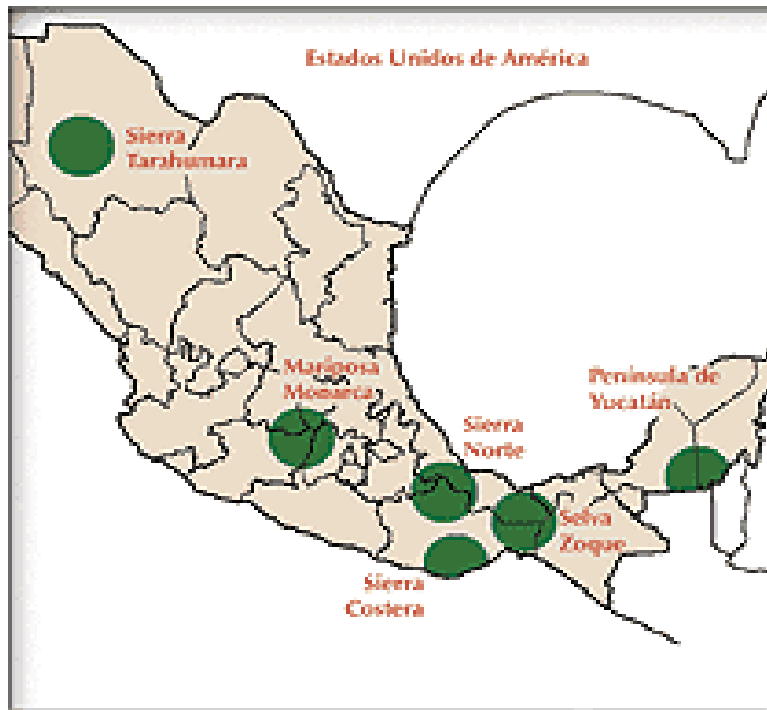 Estados Unidos de América
Sierra
Tarahumara
Mariposa
Monarca
Península de
Yucatán
Sierra
Norte
Selva
Zoque
Sierra
Costera